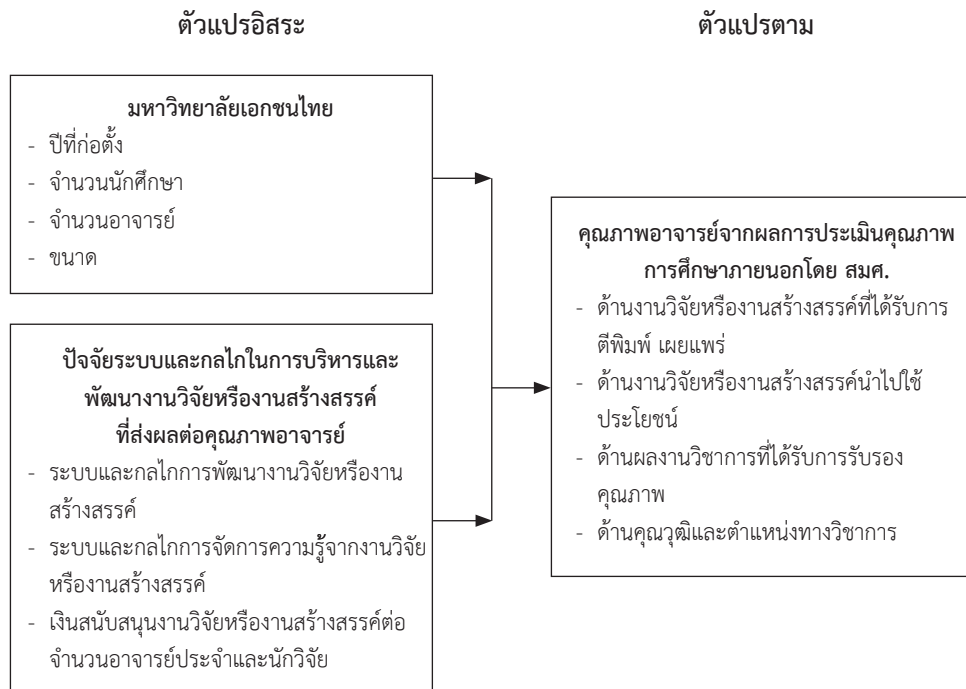 ตัวแปรอิสระ
ตัวแปรตาม
มหาวิทยาลัยเอกชนไทย
- ปีที่ก่อตั้ง
- จำนวนนักศึกษา
- จำนวนอาจารย์
- ขนาด
ปัจจัยระบบและกลไกในการบริหารและ
พัฒนางานวิจัยหรืองานสร้างสรรค์
ที่ส่งผลต่อคุณภาพอาจารย์
- ระบบและกลไกการพัฒนางานวิจัยหรืองาน
สร้างสรรค์
- ระบบและกลไกการจัดการความรู้จากงานวิจัย
หรืองานสร้างสรรค์
- เงินสนับสนุนงานวิจัยหรืองานสร้างสรรค์ต่อ
จำนวนอาจารย์ประจำและนักวิจัย
คุณภาพอาจารย์จากผลการประเมินคุณภาพ
การศึกษาภายนอกโดย สมศ.
- ด้านงานวิจัยหรืองานสร้างสรรค์ที่ได้รับการ
ตีพิมพ์ เผยแพร่
- ด้านงานวิจัยหรืองานสร้างสรรค์นำไปใช้
ประโยชน์
- ด้านผลงานวิชาการที่ได้รับการรับรอง
คุณภาพ
- ด้านคุณวุฒิและตำแหน่งทางวิชาการ